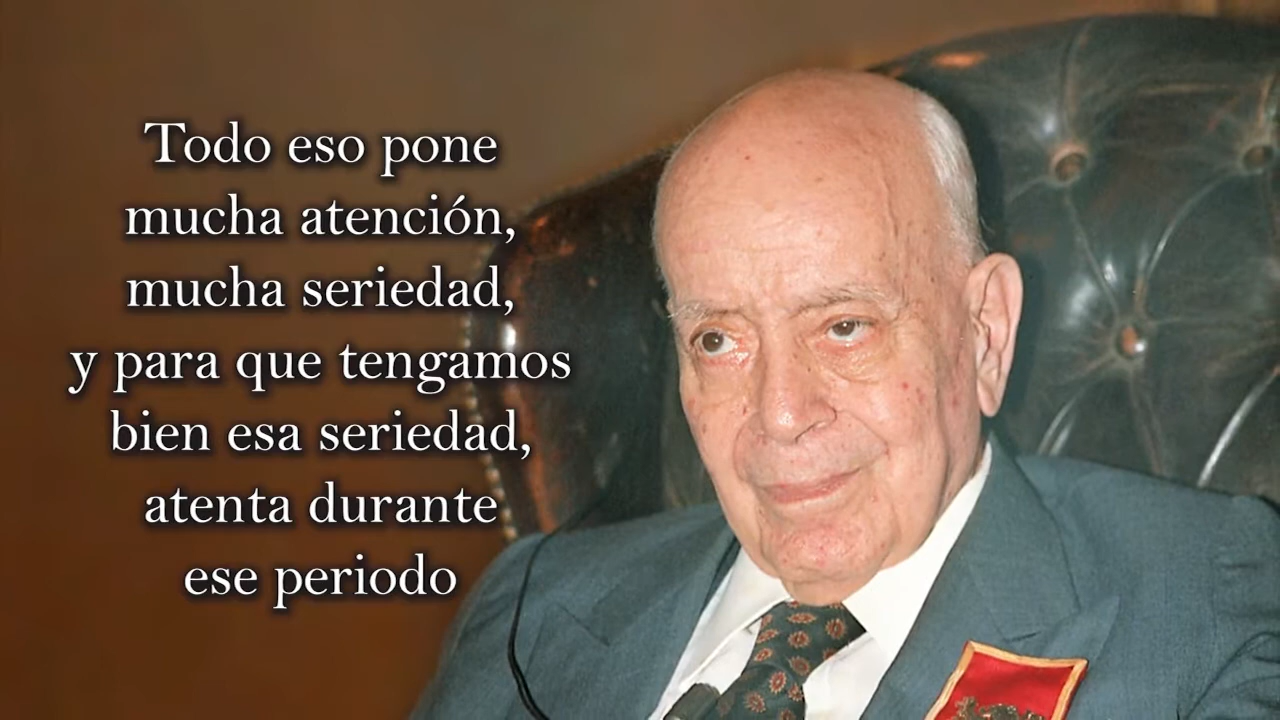 Todo eso pone
mucha atención,
mucha seriedad,
y para que tengamos
bien esa seriedad,
atenta durante
ese periodo